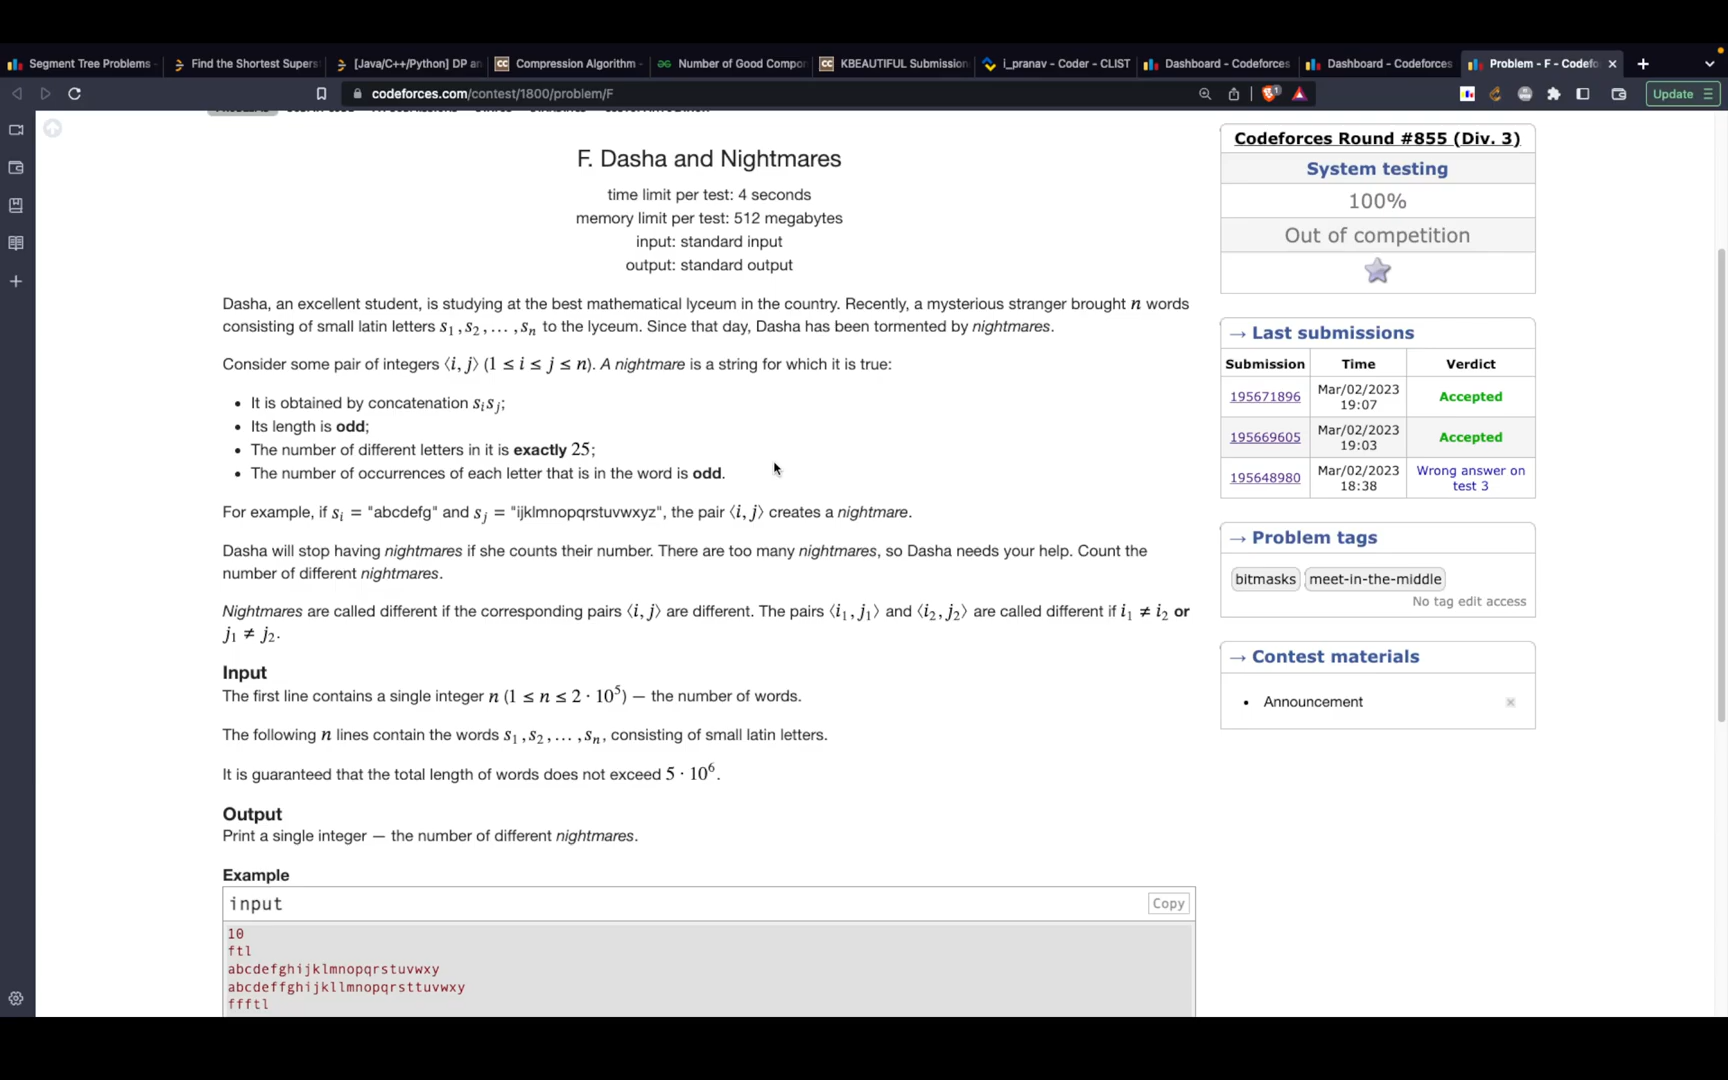 Segment Tree Problems
Find the Shortest Supers
[Java/C++/Python] DP an
Compression Algorithm
Number of Good Compor
KBEAUTIFUL Submission
i_pranav - Coder - CLIST
Dashboard - Codeforces
Dashboard - Codeforces
Problem - F - Codefo
codeforces.com/contest/1800/problem/F
Update
F. Dasha and Nightmares
time limit per test: 4 seconds
memory limit per test: 512 megabytes
input: standard input
output: standard output
Dasha, an excellent student, is studying at the best mathematical lyceum in the country. Recently, a mysterious stranger brought n words
consisting of small latin letters s₁, s₂, …, sₙ to the lyceum. Since that day, Dasha has been tormented by nightmares.
Consider some pair of integers ⟨i, j⟩ (1 ≤ i ≤ j ≤ n). A nightmare is a string for which it is true:
• It is obtained by concatenation sᵢsⱼ;
• Its length is odd;
• The number of different letters in it is exactly 25;
• The number of occurrences of each letter that is in the word is odd.
For example, if sᵢ = "abcdefg" and sⱼ = "ijklmnopqrstuvwxyz", the pair ⟨i, j⟩ creates a nightmare.
Dasha will stop having nightmares if she counts their number. There are too many nightmares, so Dasha needs your help. Count the
number of different nightmares.
Nightmares are called different if the corresponding pairs ⟨i, j⟩ are different. The pairs ⟨i₁, j₁⟩ and ⟨i₂, j₂⟩ are called different if i₁ ≠ i₂ or
j₁ ≠ j₂.
Input
The first line contains a single integer n (1 ≤ n ≤ 2 · 10⁵) — the number of words.
The following n lines contain the words s₁, s₂, …, sₙ, consisting of small latin letters.
It is guaranteed that the total length of words does not exceed 5 · 10⁶.
Output
Print a single integer — the number of different nightmares.
Example
input
Copy
10
ftl
abcdefghijklmnopqrstuvwxy
abcdeffghijkllmnopqrsttuvwxy
ffftl
Codeforces Round #855 (Div. 3)
System testing
100%
Out of competition
→ Last submissions
Submission Time Verdict
195671896 Mar/02/2023 19:07 Accepted
195669605 Mar/02/2023 19:03 Accepted
195648980 Mar/02/2023 18:38 Wrong answer on test 3
→ Problem tags
bitmasks meet-in-the-middle
No tag edit access
→ Contest materials
• Announcement